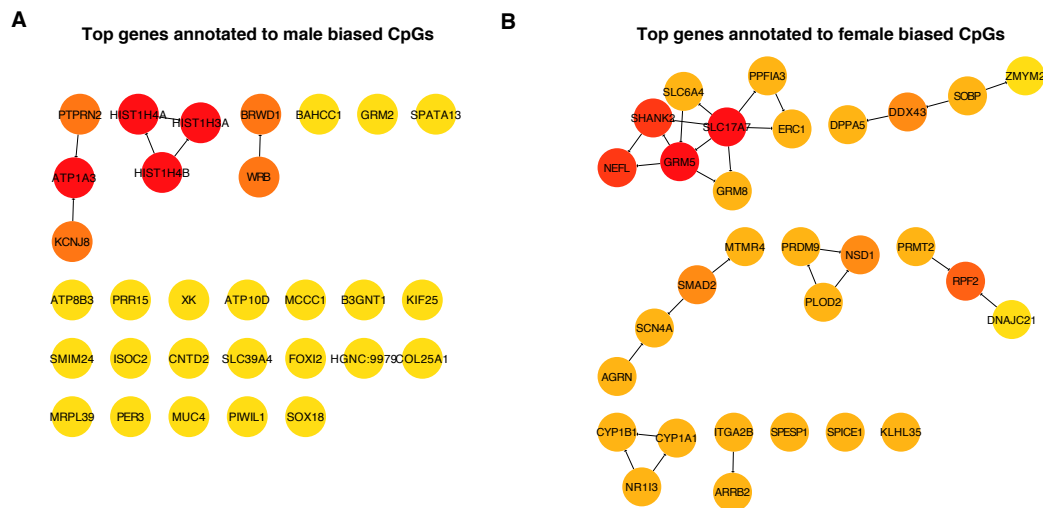 A
Top genes annotated to male biased CpGs
PTPRN2
HIST1H4A
HIST1H3A
BRWD1
BAHCC1
GRM2
SPATA13
ATP1A3
HIST1H4B
WRB
KCNJ8
ATP8B3
PRR15
XK
ATP10D
MCCC1
B3GNT1
KIF25
SMIM24
ISOC2
CNTD2
SLC39A4
FOXI2
HGNC:9979
COL25A1
MRPL39
PER3
MUC4
PIWIL1
SOX18
B
Top genes annotated to female biased CpGs
SLC6A4
PPFIA3
ZMYM2
SHANK2
SLC17A7
ERC1
SOBP
DDX43
DPPA5
NEFL
GRM5
GRM8
MTMR4
PRDM9
NSD1
PRMT2
SMAD2
PLOD2
RPF2
SCN4A
DNAJC21
AGRN
CYP1B1
CYP1A1
ITGA2B
SPESP1
SPICE1
KLHL35
NR1I3
ARRB2